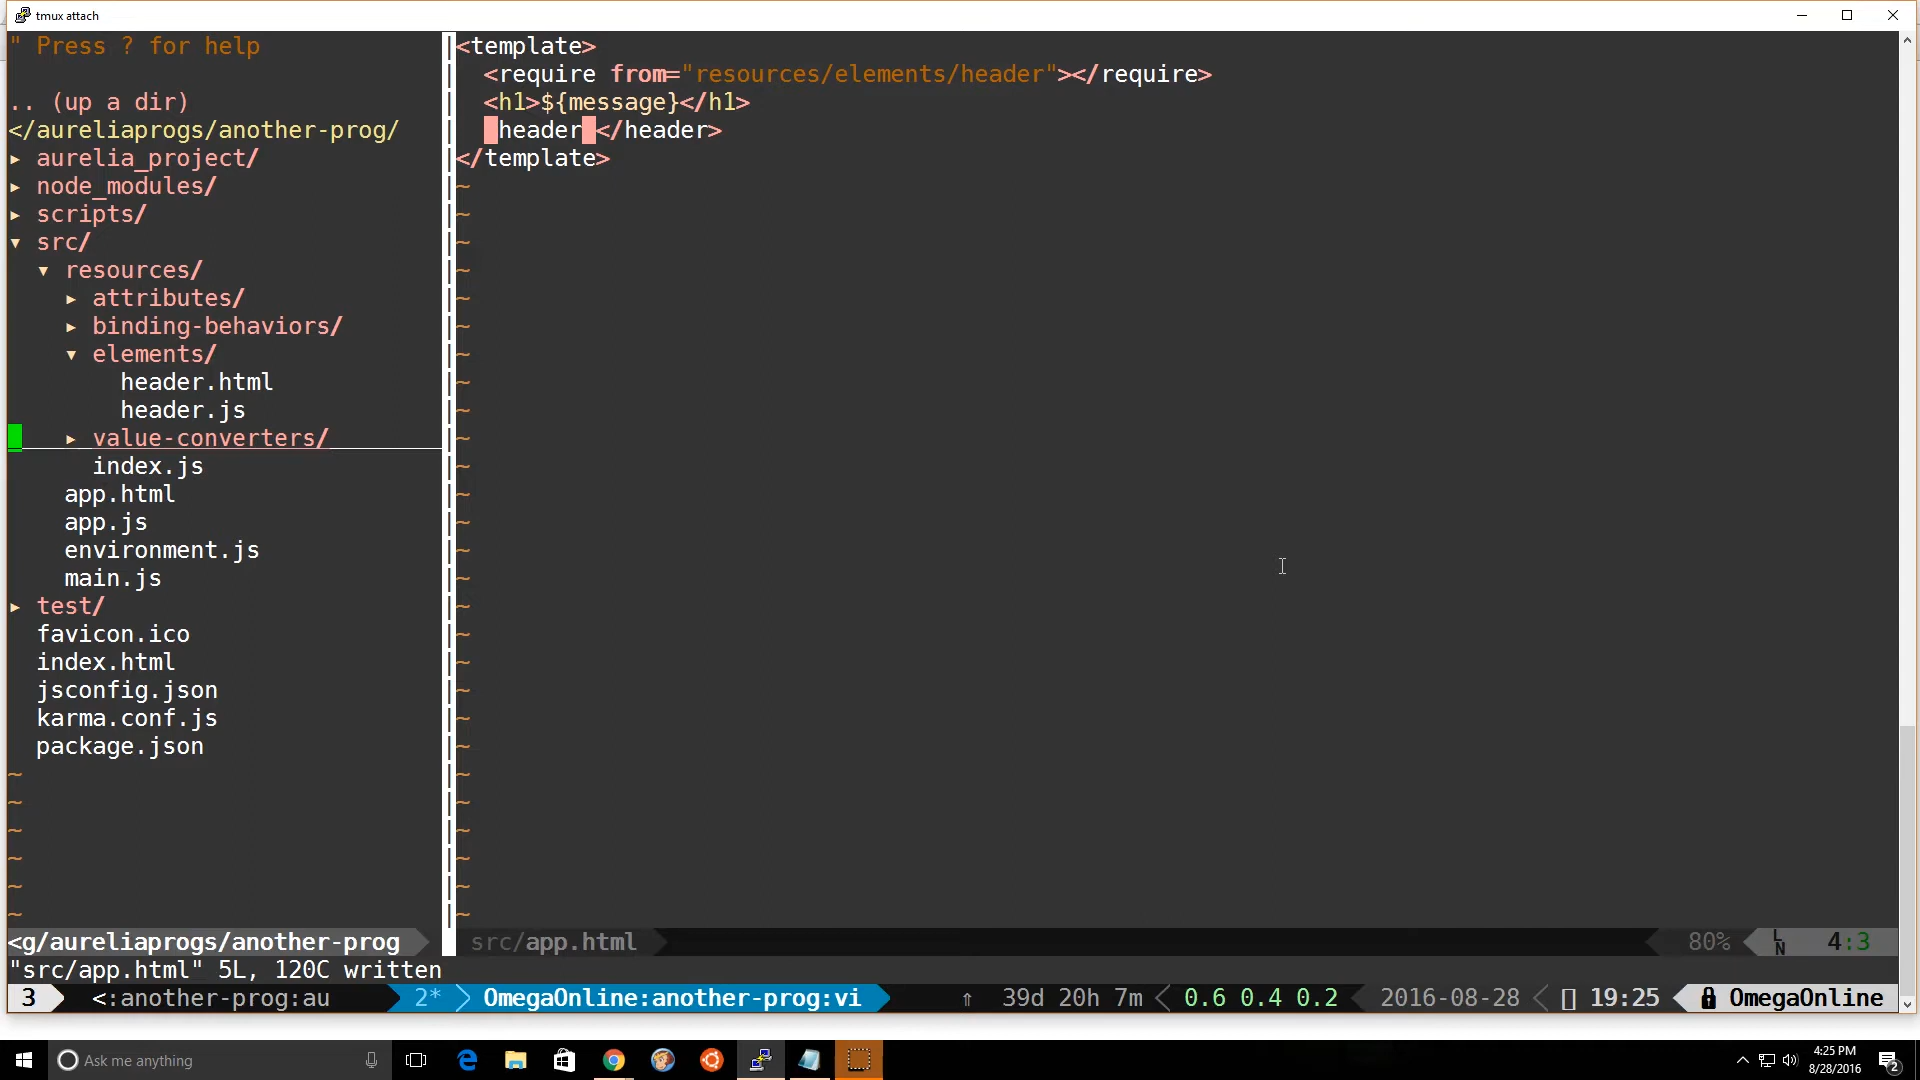 tmux attach
" Press ? for help
.. (up a dir)
</aureliaprogs/another-prog/
▸ aurelia_project/
▸ node_modules/
▸ scripts/
▾ src/
▾ resources/
▸ attributes/
▸ binding-behaviors/
▾ elements/
header.html
header.js
▸ value-converters/
index.js
app.html
app.js
environment.js
main.js
▸ test/
favicon.ico
index.html
jsconfig.json
karma.conf.js
package.json
<template>
<require from="resources/elements/header"></require>
<h1>${message}</h1>
<header></header>
</template>
<g/aureliaprogs/another-prog
src/app.html
80% LN 4:3
"src/app.html" 5L, 120C written
3 <:another-prog:au 2* OmegaOnline:another-prog:vi ⇑ 39d 20h 7m 0.6 0.4 0.2 2016-08-28 19:25 OmegaOnline
Ask me anything
4:25 PM
8/28/2016
2